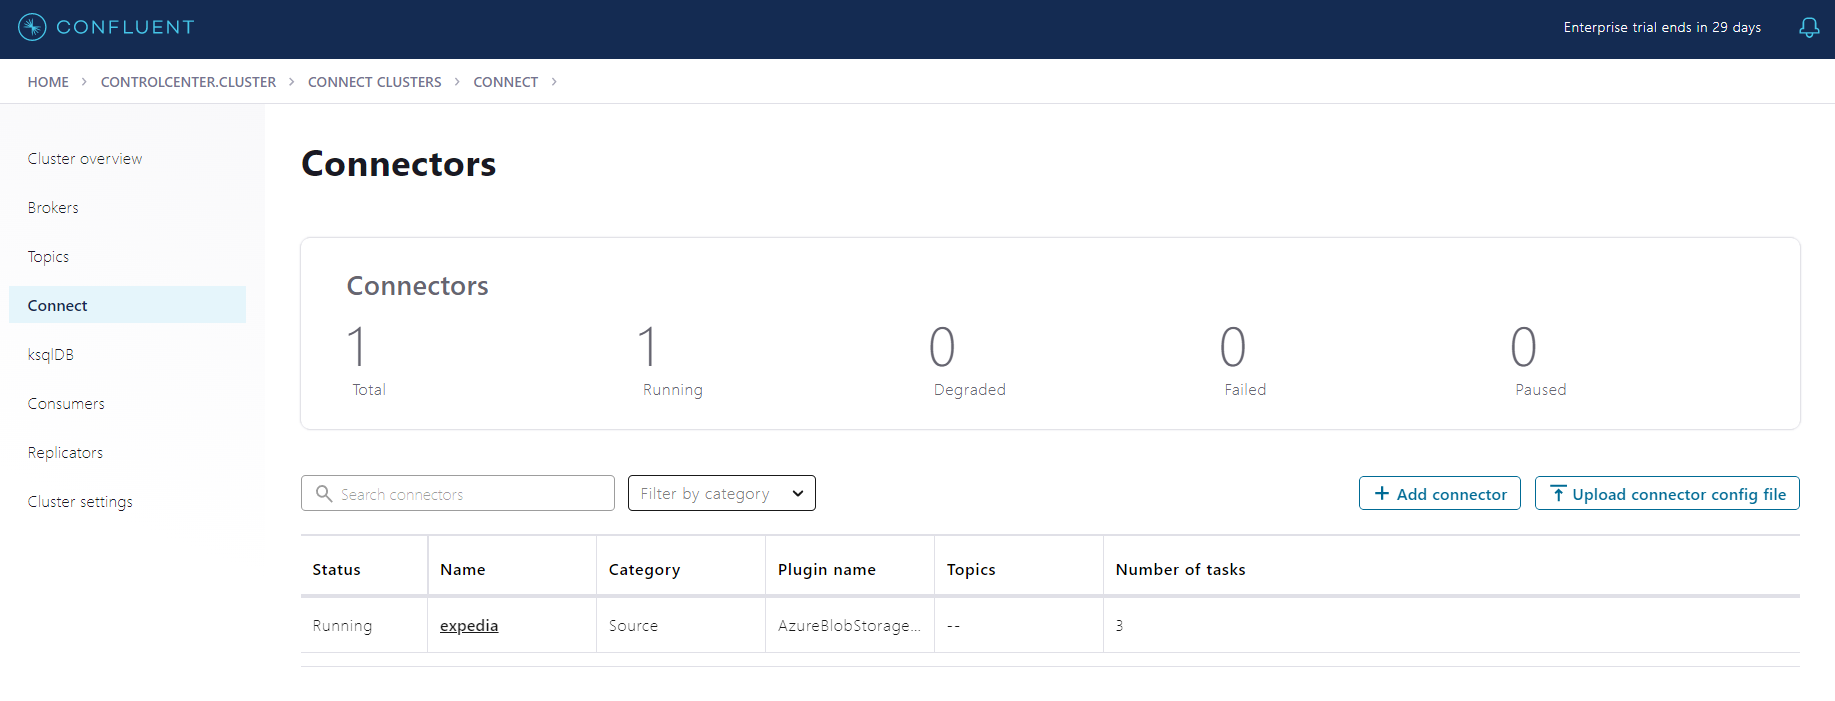 CONFLUENT
Enterprise trial ends in 29 days
HOME > CONTROLCENTER.CLUSTER > CONNECT CLUSTERS > CONNECT >
Cluster overview
Brokers
Topics
Connect
ksqlDB
Consumers
Replicators
Cluster settings
Connectors
Connectors
1 1 0 0 0
Total Running Degraded Failed Paused
Search connectors Filter by category + Add connector Upload connector config file
Status Name Category Plugin name Topics Number of tasks
Running expedia Source AzureBlobStorage... -- 3